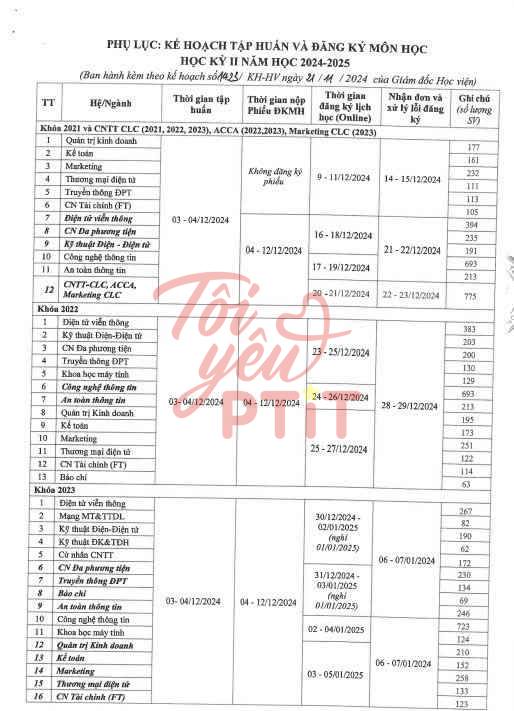 PHỤ LỤC: KẾ HOẠCH TẬP HUẤN VÀ ĐĂNG KÝ MÔN HỌC
HỌC KỲ II NĂM HỌC 2024-2025
(Ban hành kèm theo kế hoạch số / KH-HV ngày 21 / 11 / 2024 của Giám đốc Học viện)
TT Hệ/Ngành Thời gian tập huấn Thời gian nộp Phiếu ĐKMH Thời gian đăng ký lịch học (Online) Nhận đơn và xử lý lỗi đăng ký Ghi chú (số lượng SV)
Khóa 2021 và CNTT CLC (2021, 2022, 2023), ACCA (2022,2023), Marketing CLC (2023)
1 Quản trị kinh doanh 177
2 Kế toán 161
3 Marketing 232
4 Thương mại điện tử 111
5 Truyền thông ĐPT 113
6 CN Tài chính (FT) 105
Không đăng ký phiếu 9 - 11/12/2024 14 - 15/12/2024
03 - 04/12/2024
7 Điện tử viễn thông 394
8 CN Đa phương tiện 235
9 Kỹ thuật Điện - Điện tử 191
16 - 18/12/2024
04 - 12/12/2024 21 - 22/12/2024
10 Công nghệ thông tin 693
11 An toàn thông tin 213
17 - 19/12/2024
12 CNTT-CLC, ACCA, Marketing CLC 20 - 21/12/2024 22 - 23/12/2024 775
Khóa 2022
1 Điện tử viễn thông 383
2 Kỹ thuật Điện-Điện tử 203
3 CN Đa phương tiện 200
4 Truyền thông ĐPT 130
5 Khoa học máy tính 129
23 - 25/12/2024
6 Công nghệ thông tin 693
7 An toàn thông tin 213
03- 04/12/2024 04 - 12/12/2024 24 - 26/12/2024 28 - 29/12/2024
8 Quản trị Kinh doanh 195
9 Kế toán 173
10 Marketing 251
11 Thương mại điện tử 122
12 CN Tài chính (FT) 114
13 Báo chí 63
25 - 27/12/2024
Khóa 2023
1 Điện tử viễn thông 267
2 Mạng MT&TTDL 82
3 Kỹ thuật Điện-Điện tử 190
4 Kỹ thuật ĐK&TĐH 62
5 Cử nhân CNTT 172
30/12/2024 - 02/01/2025 (nghỉ 01/01/2025)
06 - 07/01/2024
6 CN Đa phương tiện 230
7 Truyền thông ĐPT 134
8 Báo chí 69
9 An toàn thông tin 246
31/12/2024 - 03/01/2025 (nghỉ 01/01/2025)
03- 04/12/2024 04 - 12/12/2024
10 Công nghệ thông tin 723
11 Khoa học máy tính 124
02 - 04/01/2025
12 Quản trị Kinh doanh 210
13 Kế toán 152
14 Marketing 258
15 Thương mại điện tử 133
16 CN Tài chính (FT) 123
03 - 05/01/2025 06 - 07/01/2024
Tôi
yêu
PTIT